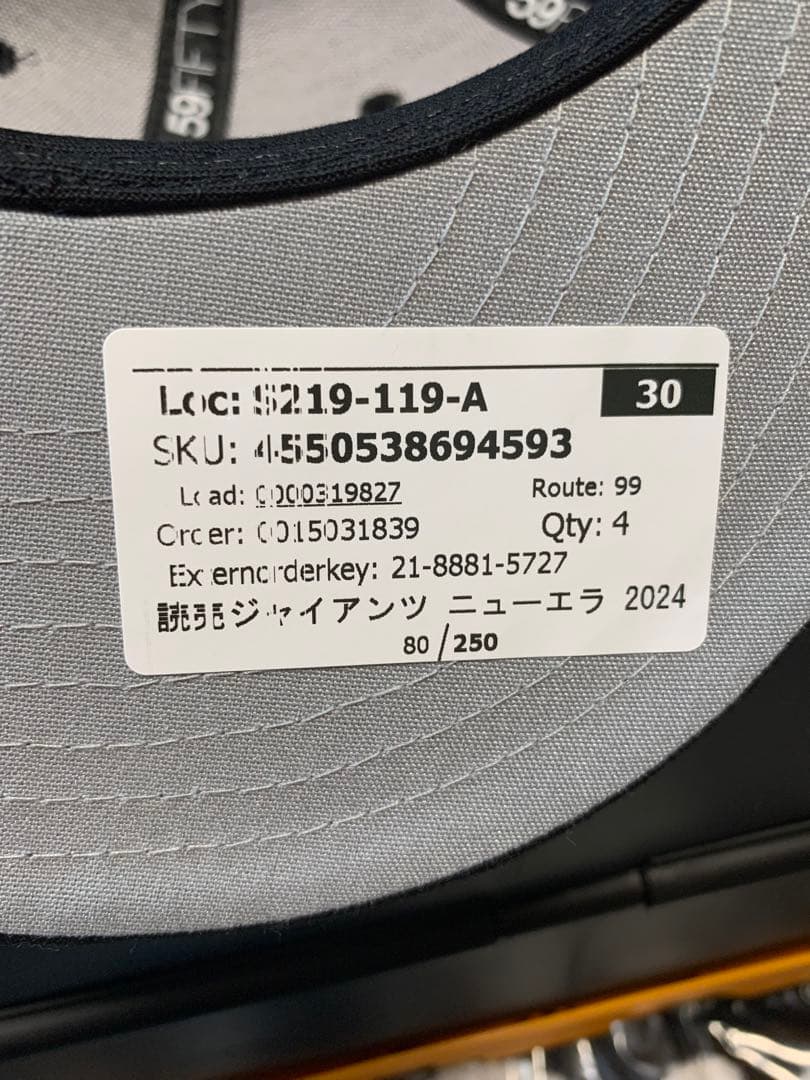 59FIFTY
59F
Loc: S219-119-A
30
SKU: 4550538694593
Load: 0000319827
Route: 99
Order: 0015031839
Qty: 4
Externorderkey: 21-8881-5727
読売ジャイアンツ ニューエラ 2024
80/250